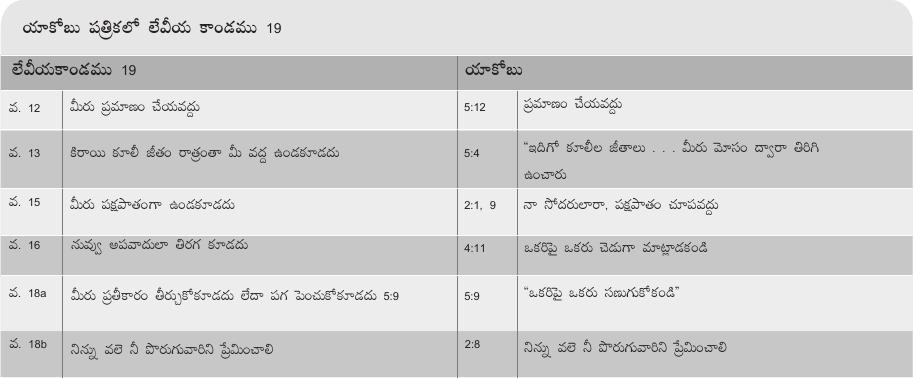 యాకోబు పత్రికలో లేవీయ కాండము 19
లేవీయకాండము 19 యాకోబు
వ. 12 మీరు ప్రమాణం చేయవద్దు 5:12 ప్రమాణం చేయవద్దు
వ. 13 కిరాయి కూలీ జీతం రాత్రంతా మీ వద్ద ఉండకూడదు 5:4 “ఇదిగో కూలీల జీతాలు . . . మీరు మోసం ద్వారా తిరిగి
ఉంచారు
వ. 15 మీరు పక్షపాతంగా ఉండకూడదు 2:1, 9 నా సోదరులారా, పక్షపాతం చూపవద్దు
వ. 16 నువ్వు అపవాదులా తిరగ కూడదు 4:11 ఒకరిపై ఒకరు చెడుగా మాట్లాడకండి
వ. 18a మీరు ప్రతీకారం తీర్చుకోకూడదు లేదా పగ పెంచుకోకూడదు 5:9 5:9 “ఒకరిపై ఒకరు సణుగుకోకండి”
వ. 18b నిన్ను వలె నీ పొరుగువారిని ప్రేమించాలి 2:8 నిన్ను వలె నీ పొరుగువారిని ప్రేమించాలి